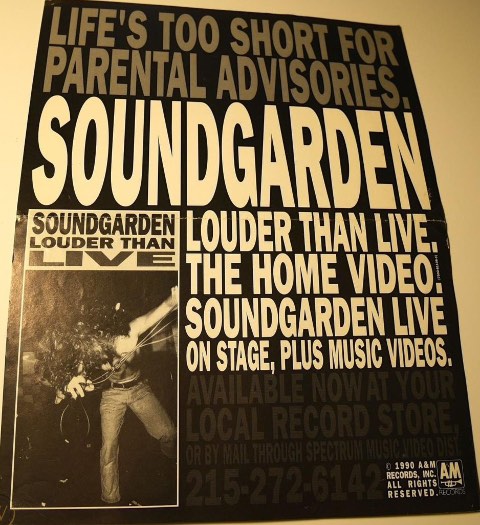 LIFE'S TOO SHORT FOR
PARENTAL ADVISORIES.
SOUNDGARDEN
SOUNDGARDEN
LOUDER THAN
LIVE
LOUDER THAN LIVE.
THE HOME VIDEO.
SOUNDGARDEN LIVE
ON STAGE, PLUS MUSIC VIDEOS.
AVAILABLE NOW AT YOUR
LOCAL RECORD STORE,
OR BY MAIL THROUGH SPECTRUM MUSIC VIDEO DIST.
215-272-6142
© 1990 A&M
RECORDS, INC.
ALL RIGHTS
RESERVED.
AM
RECORDS